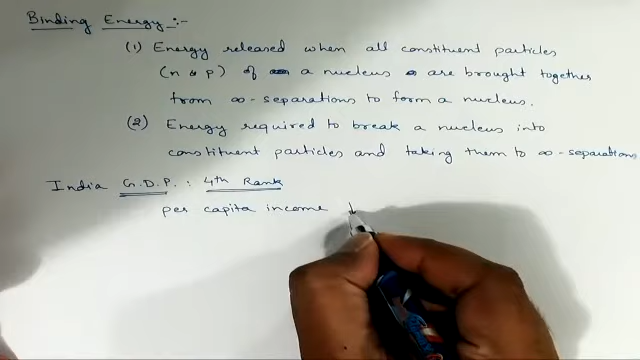 Binding Energy :-
(1) Energy released when all constituent particles
(n & p) of a nucleus are brought together
from ∞-separations to form a nucleus.
(2) Energy required to break a nucleus into
constituent particles and taking them to ∞-separations
India G.D.P. : 4th Rank
per capita income ↓